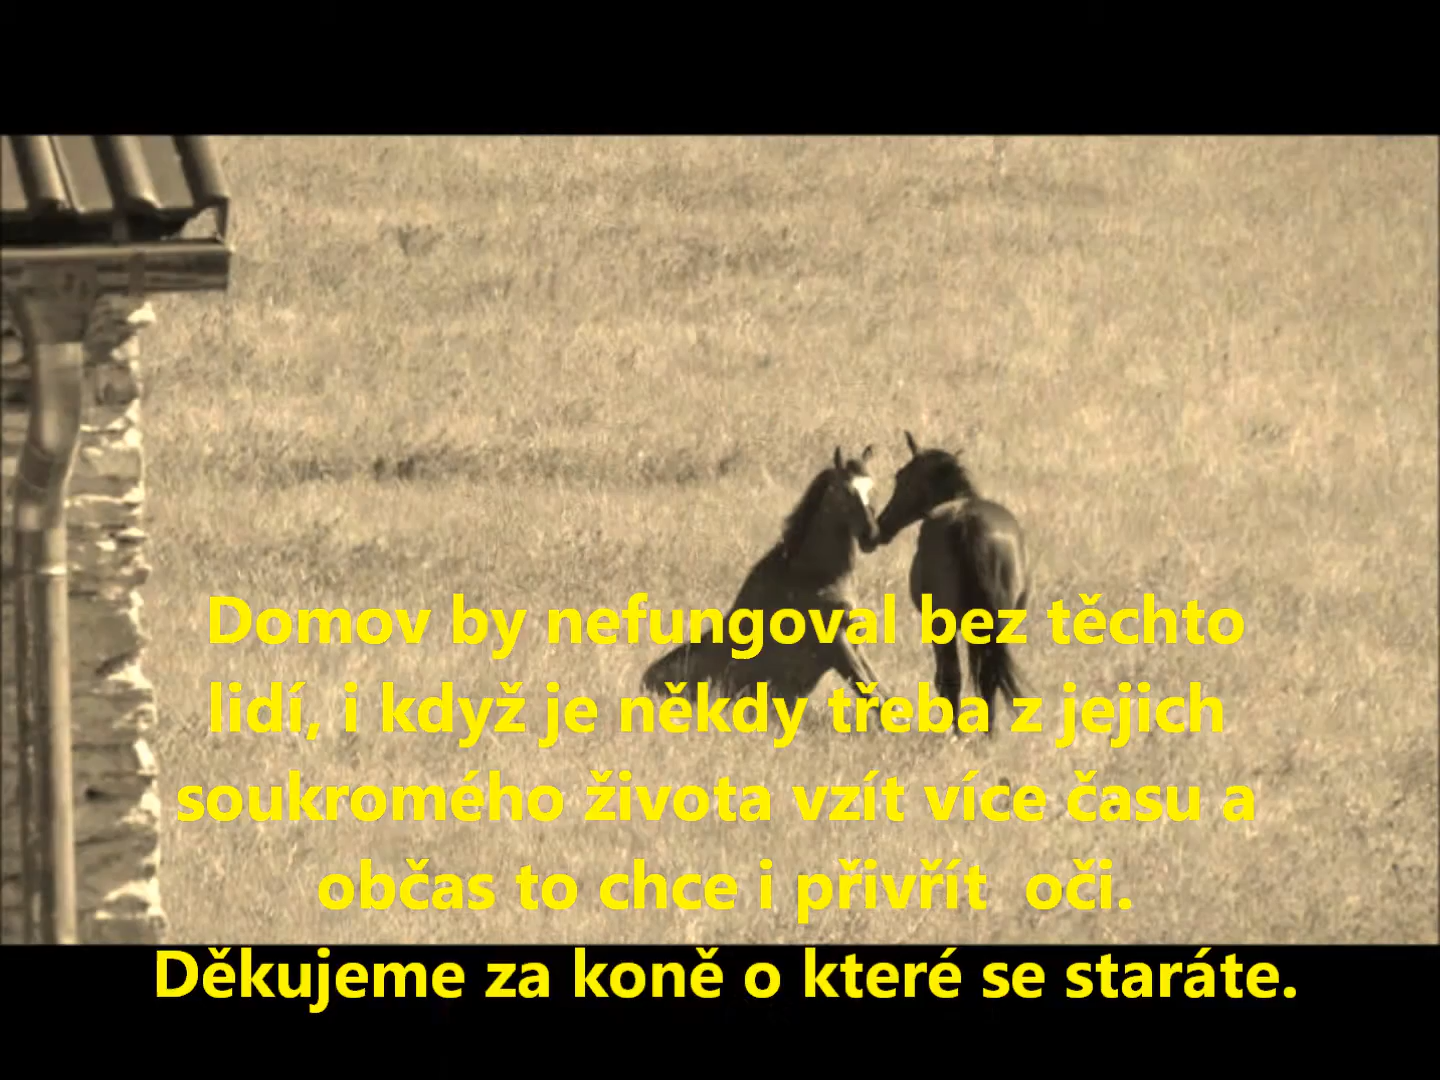 Domov by nefungoval bez těchto
lidí, i když je někdy třeba z jejich
soukromého života vzít více času a
občas to chce i přivřít  oči.
Děkujeme za koně o které se staráte.